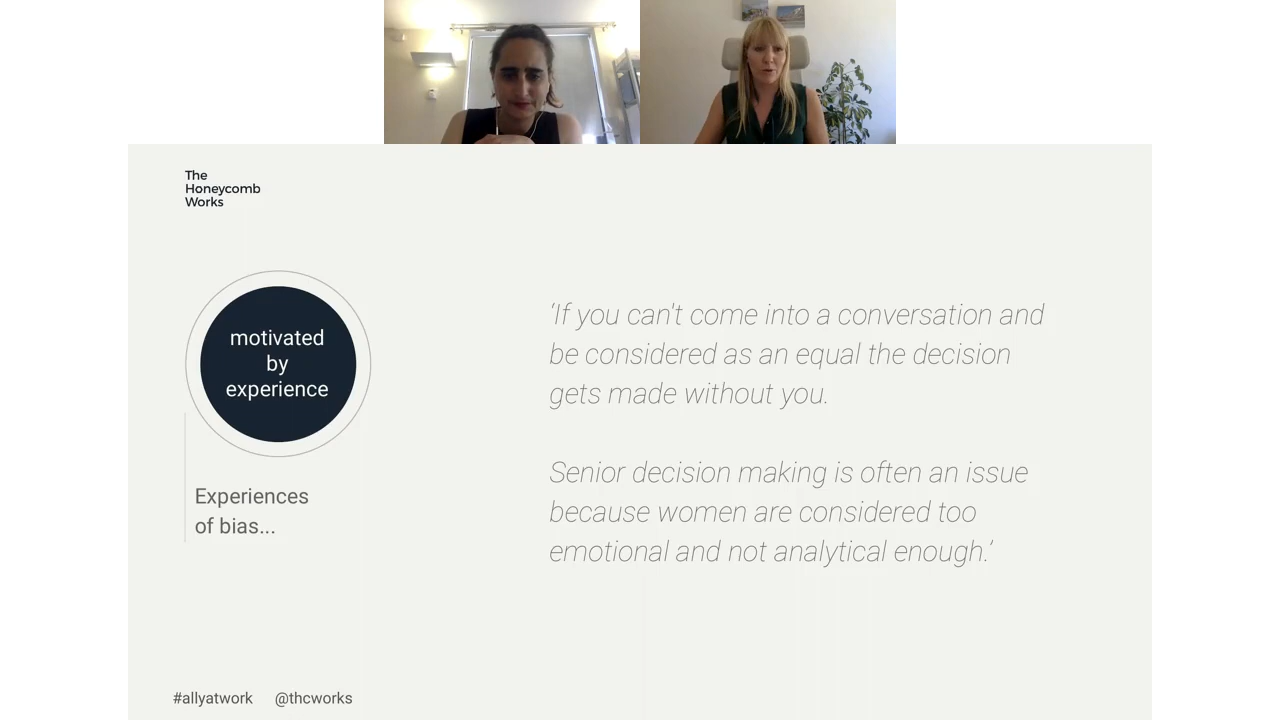 The
Honeycomb
Works
motivated
by
experience
Experiences
of bias...
‘If you can't come into a conversation and
be considered as an equal the decision
gets made without you.
Senior decision making is often an issue
because women are considered too
emotional and not analytical enough.’
#allyatwork @thcworks